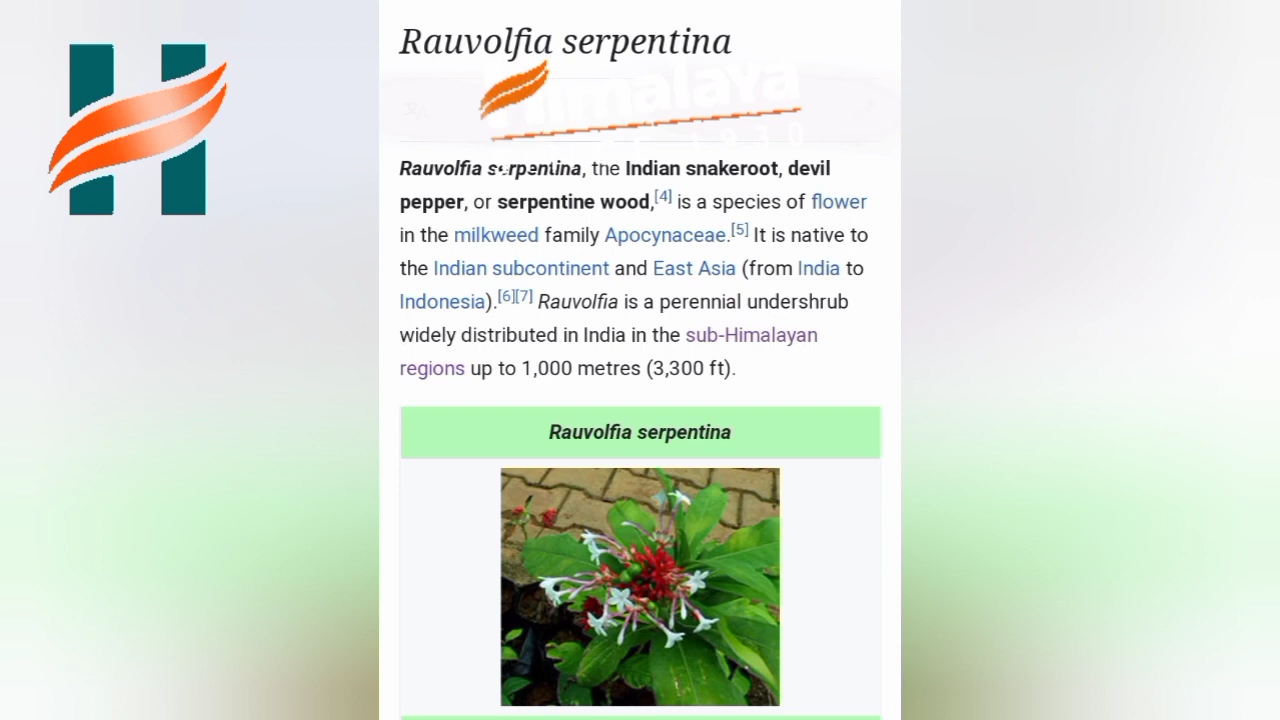 H
Rauvolfia serpentina
Himalaya
1930
Rauvolfia serpentina, the Indian snakeroot, devil
pepper, or serpentine wood,[4] is a species of flower
in the milkweed family Apocynaceae.[5] It is native to
the Indian subcontinent and East Asia (from India to
Indonesia).[6][7] Rauvolfia is a perennial undershrub
widely distributed in India in the sub-Himalayan
regions up to 1,000 metres (3,300 ft).
Rauvolfia serpentina